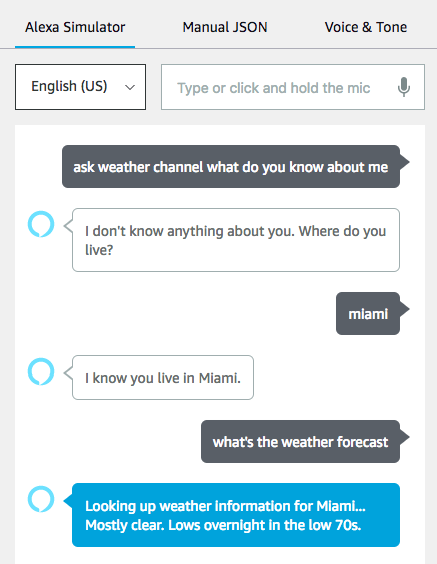 Alexa Simulator Manual JSON Voice & Tone
English (US) Type or click and hold the mic
ask weather channel what do you know about me
I don't know anything about you. Where do you
live?
miami
I know you live in Miami.
what's the weather forecast
Looking up weather information for Miami...
Mostly clear. Lows overnight in the low 70s.